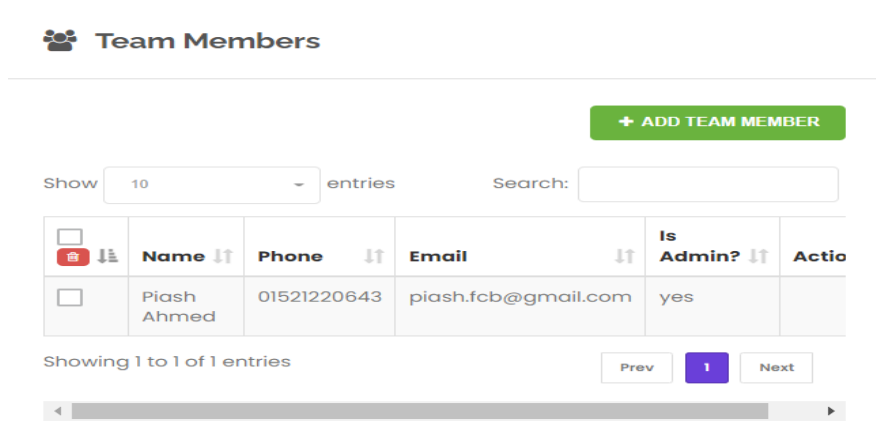 Team Members
+ ADD TEAM MEMBER
Show 10 entries Search:
Name Phone Email Is Admin? Actio
Piash Ahmed 01521220643 piash.fcb@gmail.com yes
Showing 1 to 1 of 1 entries
Prev 1 Next